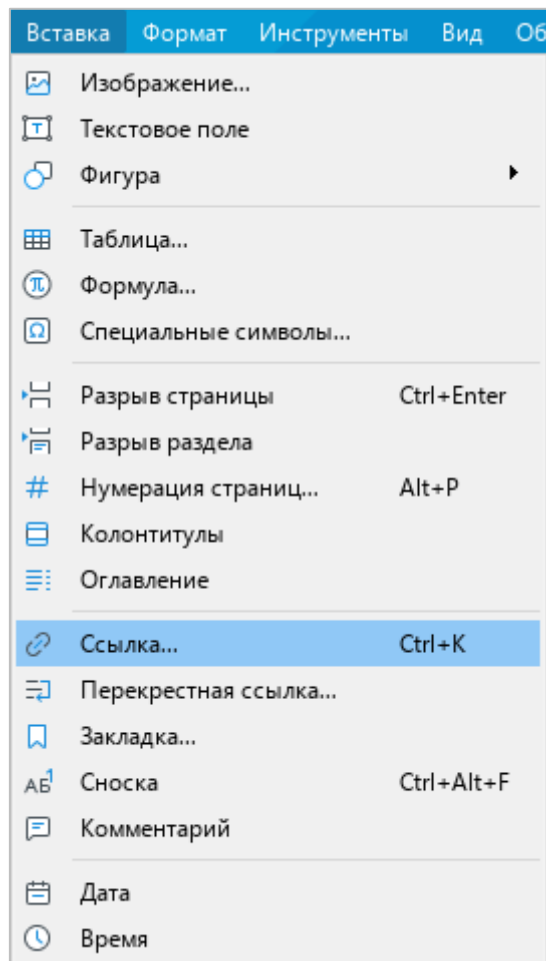 Вставка Формат Инструменты Вид Об
Изображение...
Текстовое поле
Фигура
Таблица...
Формула...
Специальные символы...
Разрыв страницы Ctrl+Enter
Разрыв раздела
Нумерация страниц... Alt+P
Колонтитулы
Оглавление
Ссылка... Ctrl+K
Перекрестная ссылка...
Закладка...
Сноска Ctrl+Alt+F
Комментарий
Дата
Время